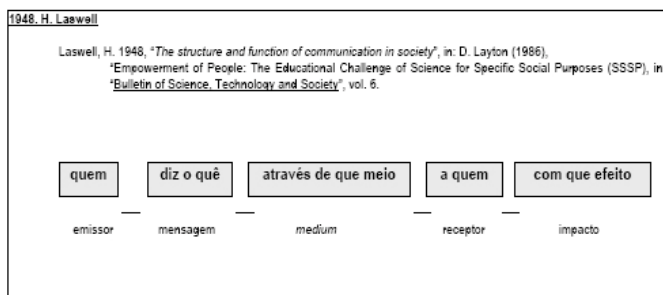 1948. H. Laswell
Laswell, H. 1948, "The structure and function of communication in society", in: D. Layton (1986),
"Empowerment of People: The Educational Challenge of Science for Specific Social Purposes (SSSP), in
"Bulletin of Science, Technology and Society", vol. 6.
quem diz o quê através de que meio a quem com que efeito
emissor mensagem medium receptor impacto